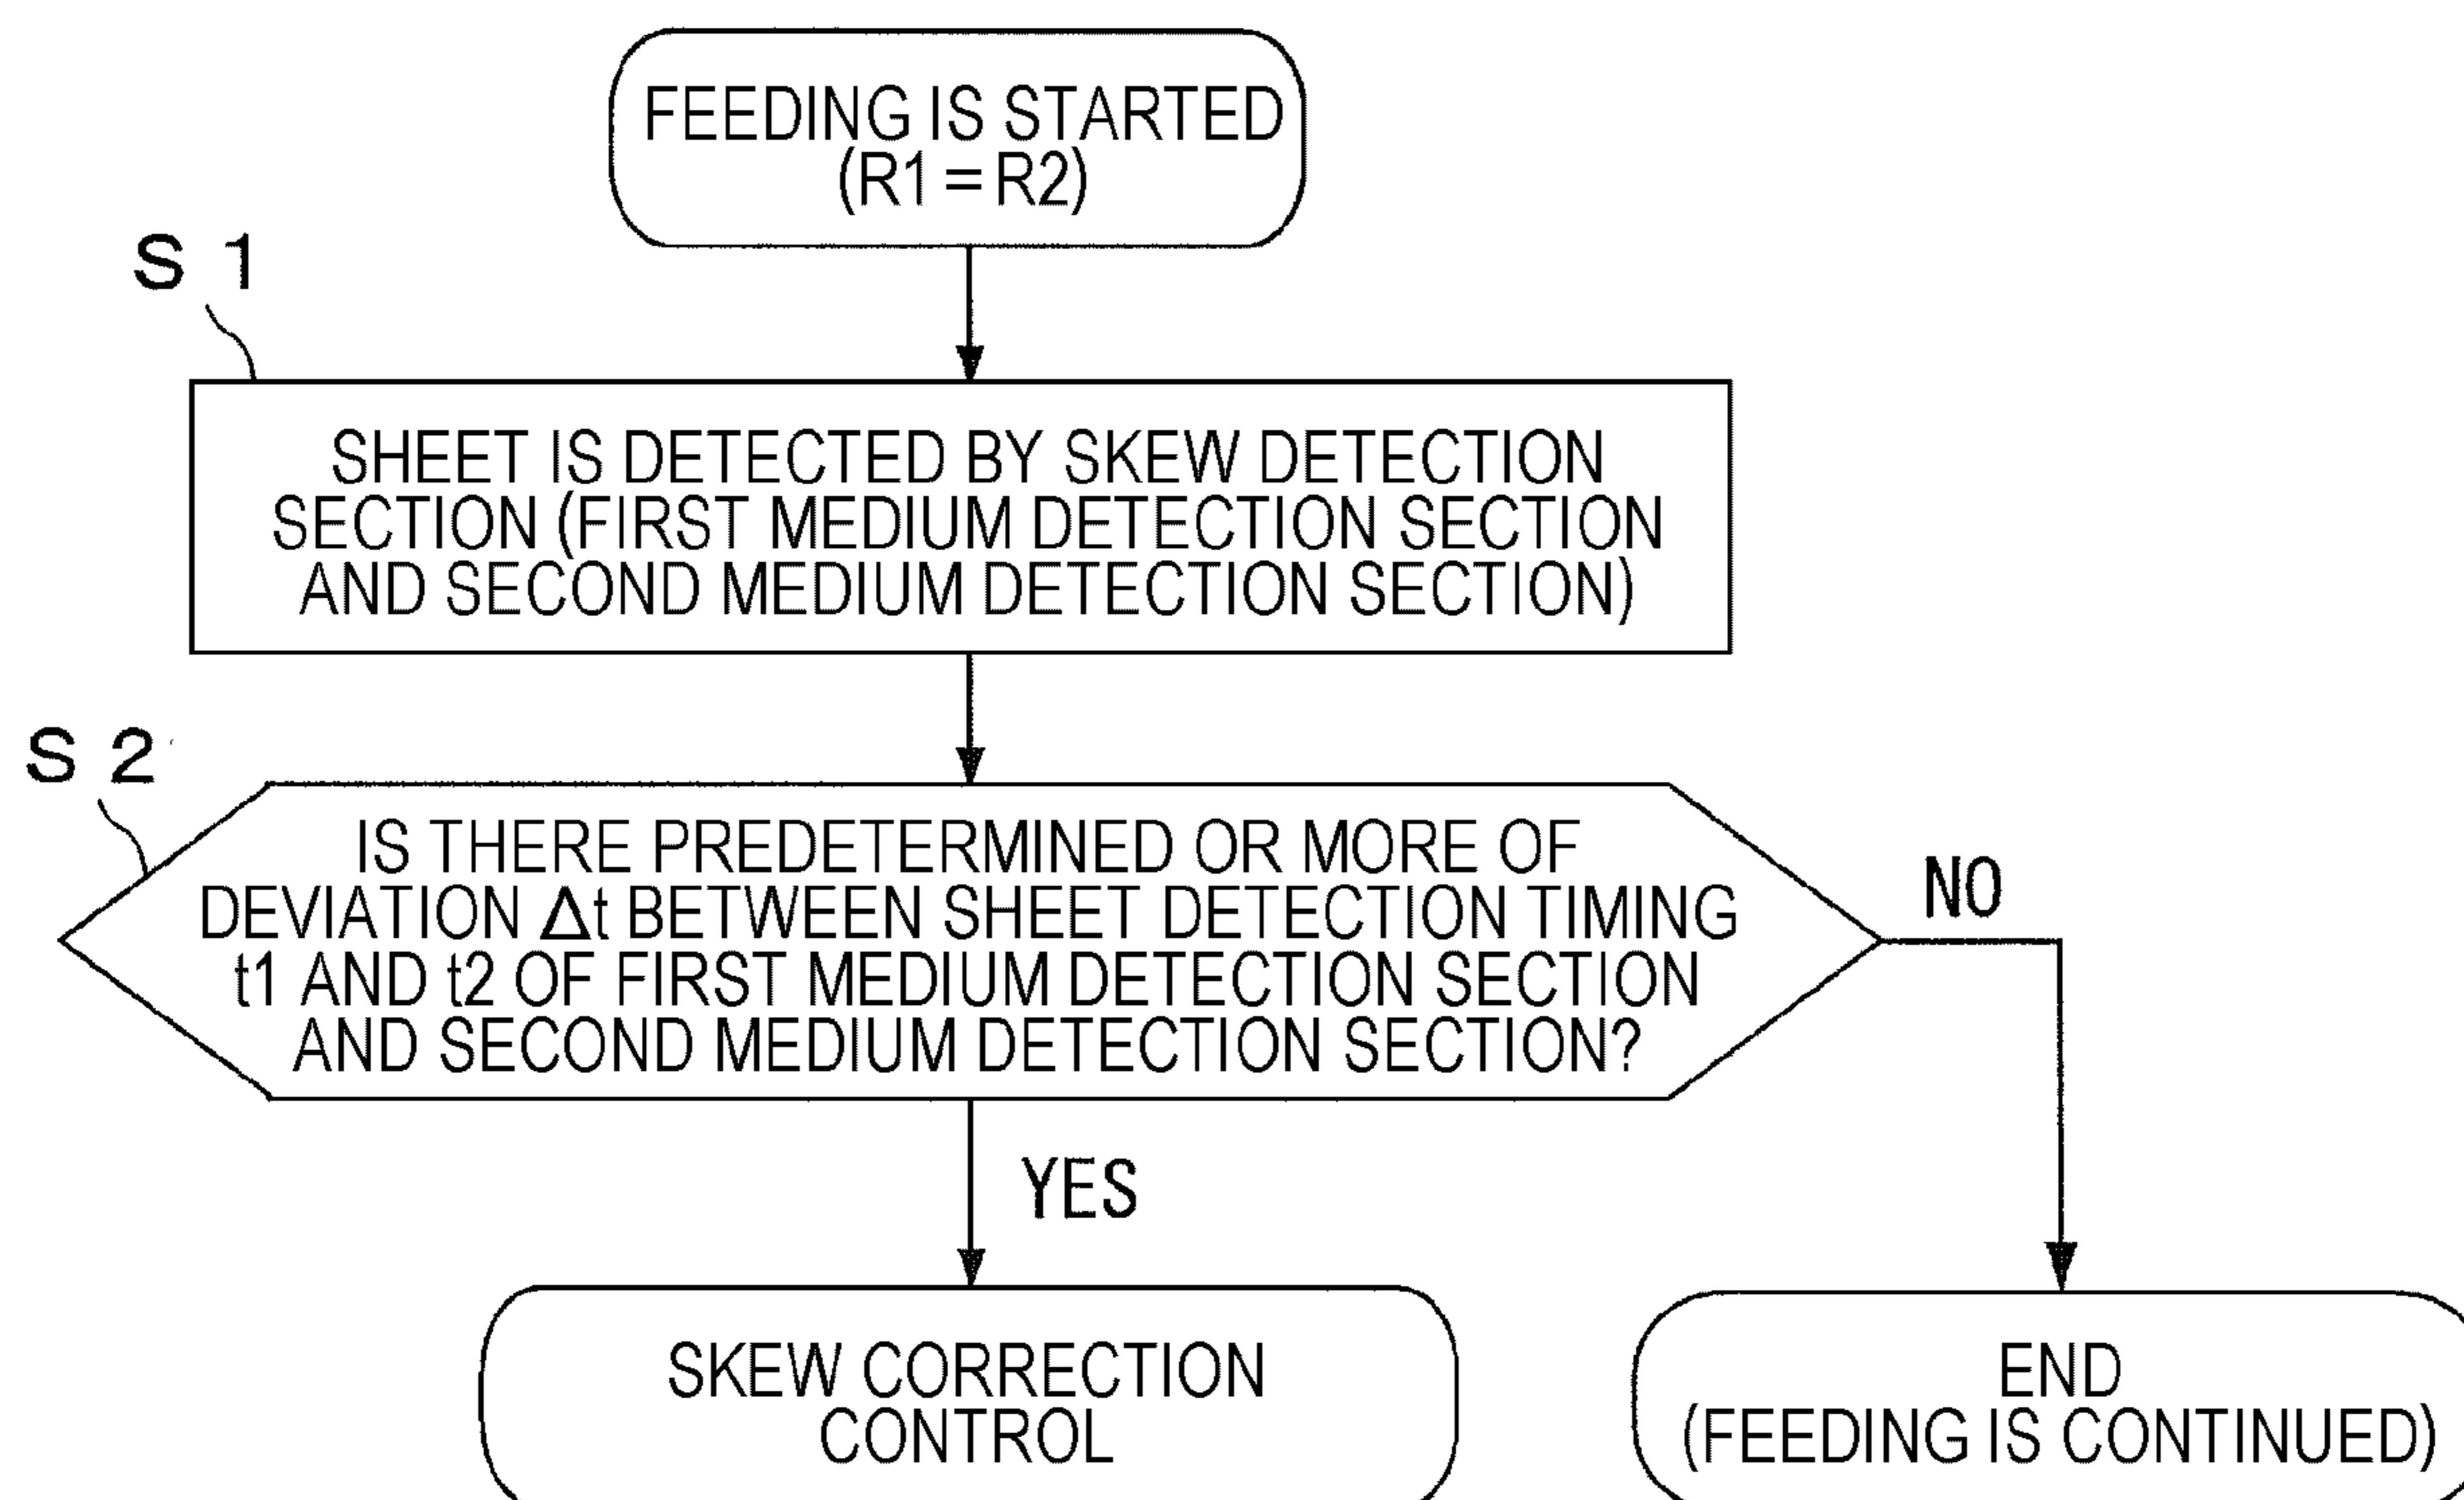 FEEDING IS STARTED
(R1=R2)
S 1
SHEET IS DETECTED BY SKEW DETECTION
SECTION (FIRST MEDIUM DETECTION SECTION
AND SECOND MEDIUM DETECTION SECTION)
S 2
IS THERE PREDETERMINED OR MORE OF
DEVIATION Δt BETWEEN SHEET DETECTION TIMING
t1 AND t2 OF FIRST MEDIUM DETECTION SECTION
AND SECOND MEDIUM DETECTION SECTION?
NO
YES
SKEW CORRECTION
CONTROL
END
(FEEDING IS CONTINUED)